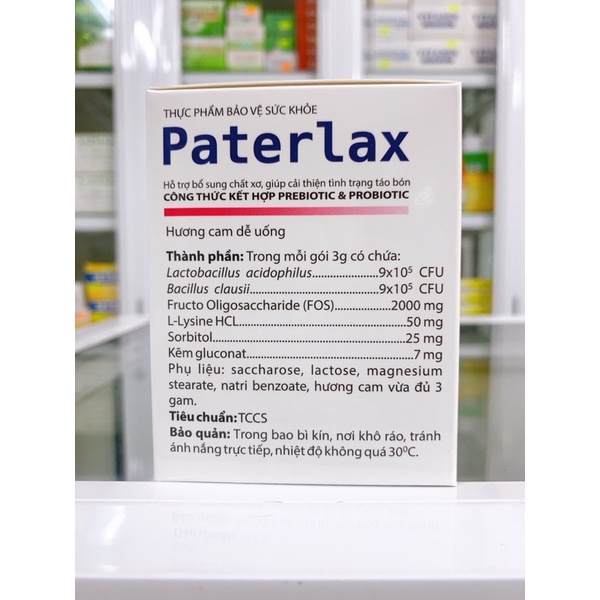 THỰC PHẨM BẢO VỆ SỨC KHỎE
Paterlax
Hỗ trợ bổ sung chất xơ, giúp cải thiện tình trạng táo bón
CÔNG THỨC KẾT HỢP PREBIOTIC & PROBIOTIC
Hương cam dễ uống
Thành phần: Trong mỗi gói 3g có chứa:
Lactobacillus acidophilus................9x10⁵ CFU
Bacillus clausii...............................9x10⁵ CFU
Fructo Oligosaccharide (FOS)...........2000 mg
L-Lysine HCL.................................50 mg
Sorbitol.........................................25 mg
Kẽm gluconat..................................7 mg
Phụ liệu: saccharose, lactose, magnesium
stearate, natri benzoate, hương cam vừa đủ 3
gam.
Tiêu chuẩn: TCCS
Bảo quản: Trong bao bì kín, nơi khô ráo, tránh
ánh nắng trực tiếp, nhiệt độ không quá 30⁰C.